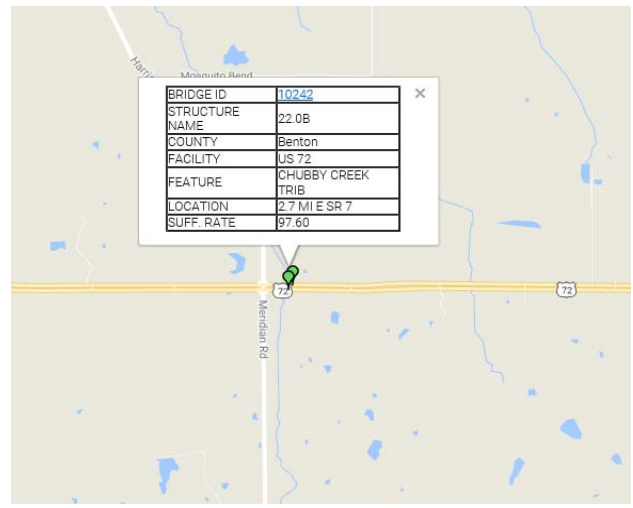 Harris
Mosquito Bend
BRIDGE ID 10242
STRUCTURE
NAME 22.0B
COUNTY Benton
FACILITY US 72
FEATURE CHUBBY CREEK
TRIB
LOCATION 2.7 MI E SR 7
SUFF. RATE 97.60
72
72
Meridian Rd